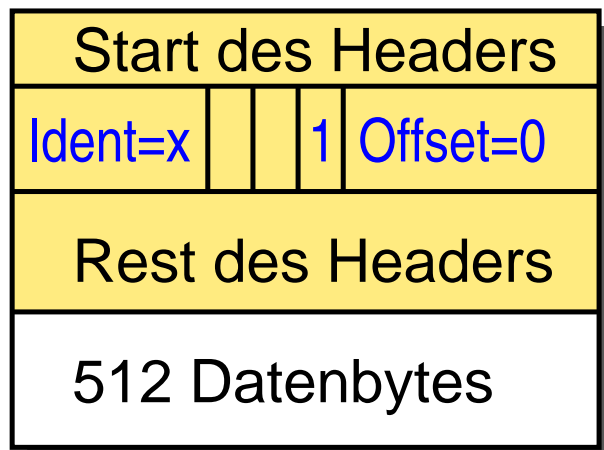 Start des Headers
Ident=x 1 Offset=0
Rest des Headers
512 Datenbytes